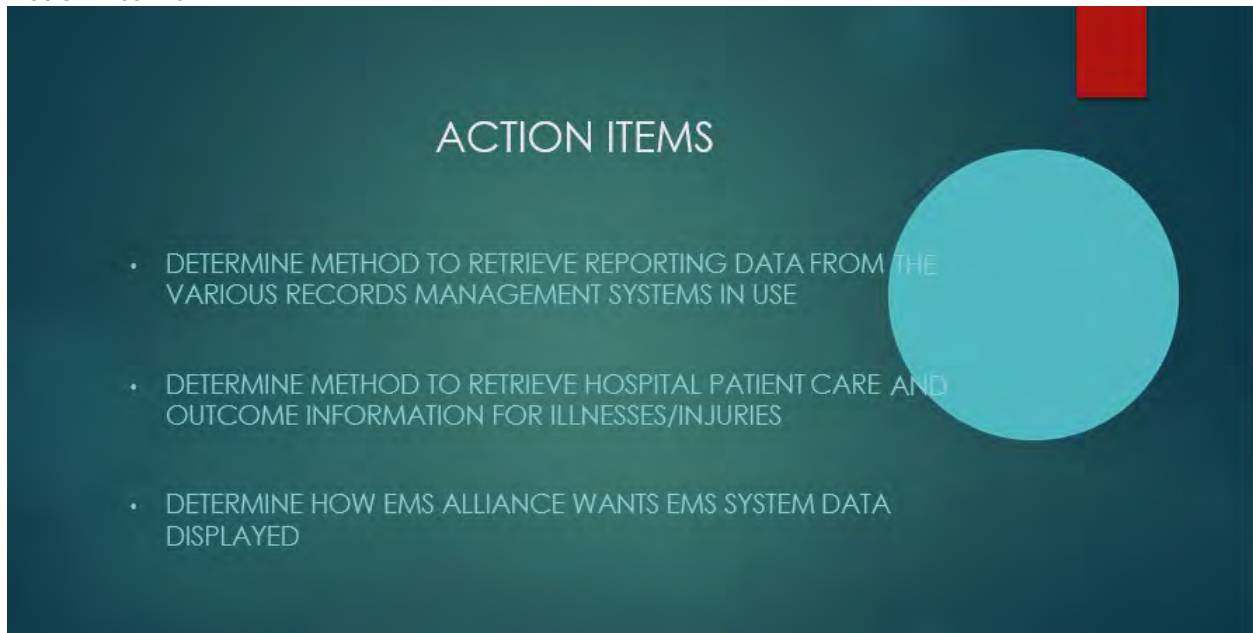 ACTION ITEMS
• DETERMINE METHOD TO RETRIEVE REPORTING DATA FROM THE
VARIOUS RECORDS MANAGEMENT SYSTEMS IN USE
• DETERMINE METHOD TO RETRIEVE HOSPITAL PATIENT CARE AND
OUTCOME INFORMATION FOR ILLNESSES/INJURIES
• DETERMINE HOW EMS ALLIANCE WANTS EMS SYSTEM DATA
DISPLAYED